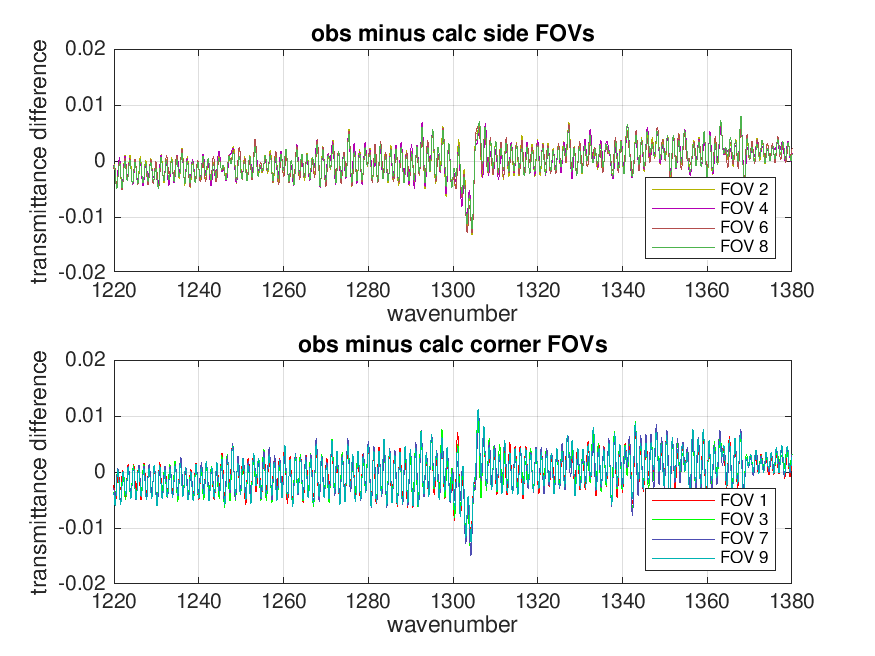 obs minus calc side FOVs
transmittance difference
0.02
0.01
0
-0.01
-0.02
1220 1240 1260 1280 1300 1320 1340 1360 1380
wavenumber
FOV 2
FOV 4
FOV 6
FOV 8
obs minus calc corner FOVs
transmittance difference
0.02
0.01
0
-0.01
-0.02
1220 1240 1260 1280 1300 1320 1340 1360 1380
wavenumber
FOV 1
FOV 3
FOV 7
FOV 9